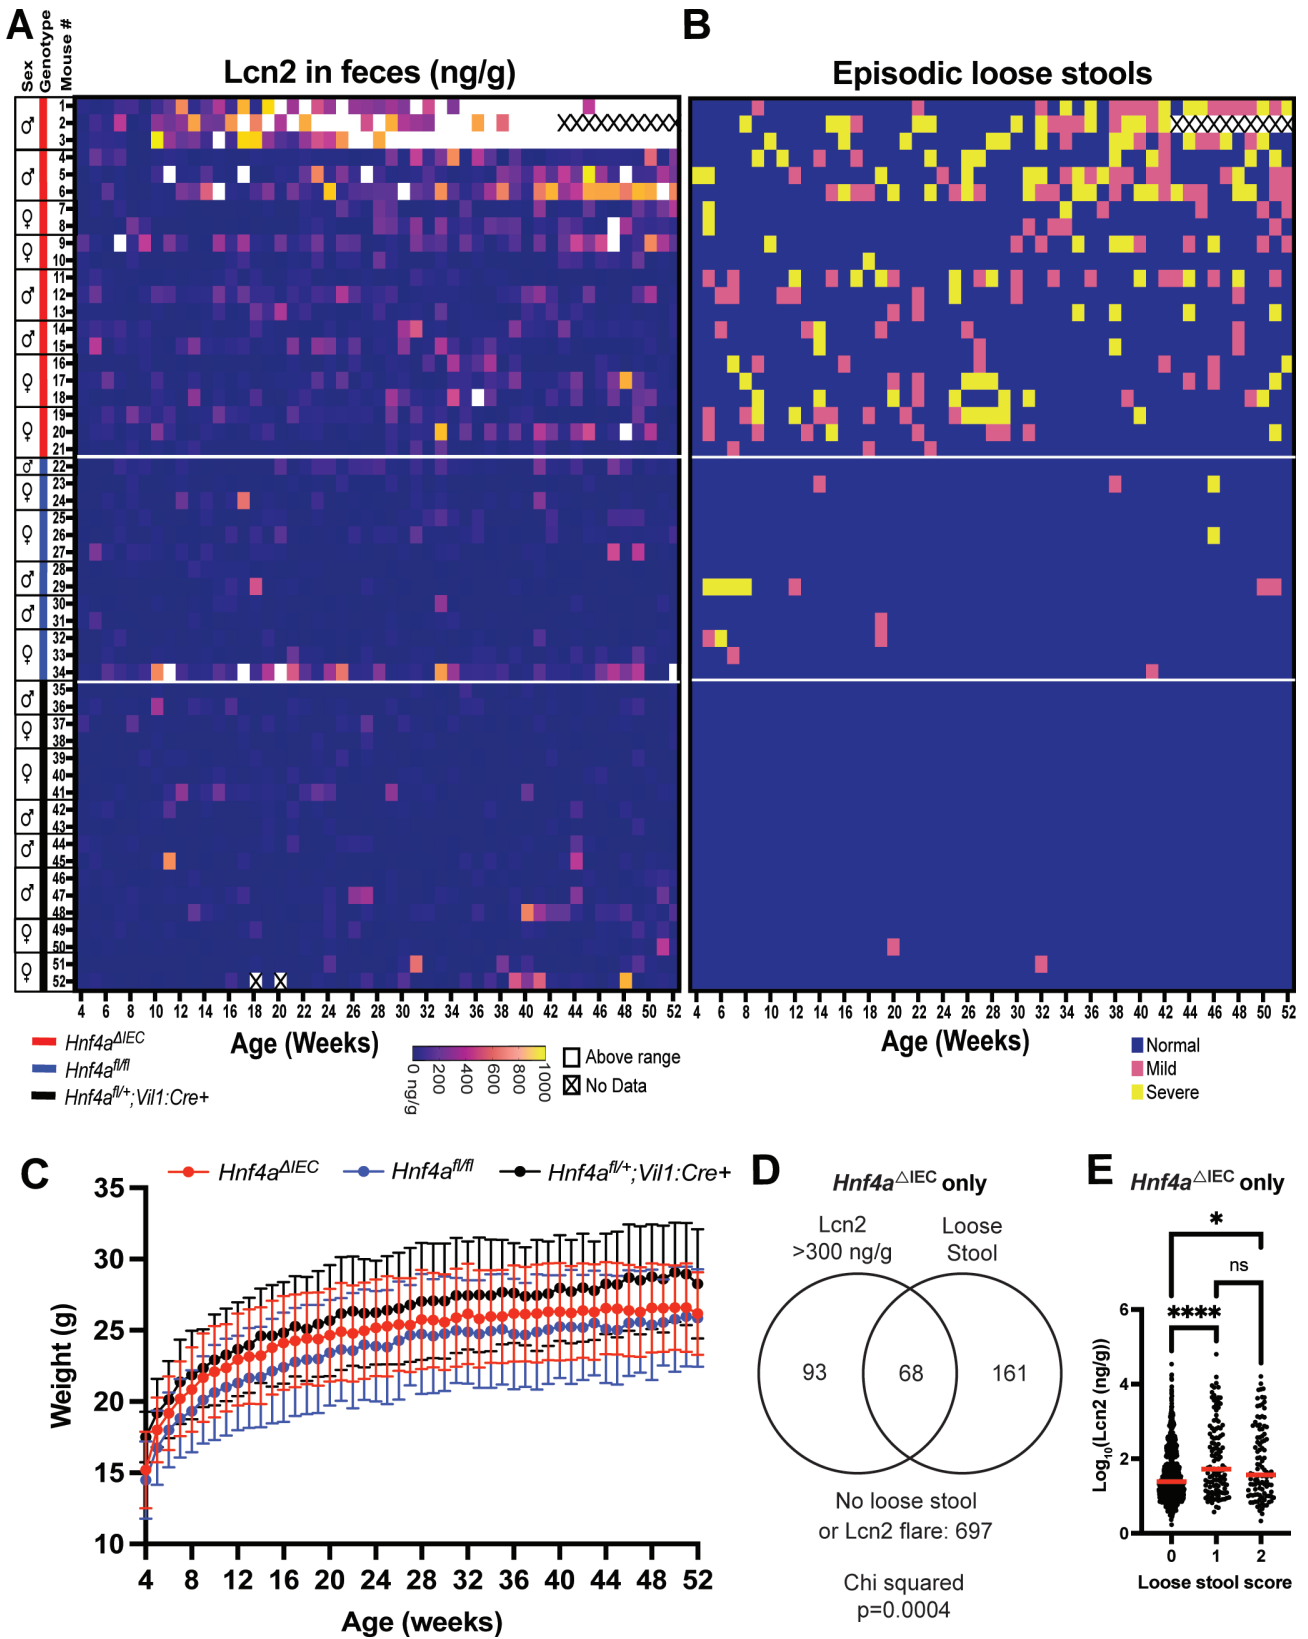 A
B
Sex
Genotype
Mouse #
Lcn2 in feces (ng/g)
Episodic loose stools
♂
♂
♀
♀
♂
♂
♀
♀
♂
♀
♀
♂
♂
♀
♂
♀
♀
♂
♂
♂
♀
♀
1
2
3
4
5
6
7
8
9
10
11
12
13
14
15
16
17
18
19
20
21
22
23
24
25
26
27
28
29
30
31
32
33
34
35
36
37
38
39
40
41
42
43
44
45
46
47
48
49
50
51
52
4 6 8 10 12 14 16 18 20 22 24 26 28 30 32 34 36 38 40 42 44 46 48 50 52
4 6 8 10 12 14 16 18 20 22 24 26 28 30 32 34 36 38 40 42 44 46 48 50 52
Age (Weeks)
Age (Weeks)
Hnf4aΔIEC
Hnf4afl/fl
Hnf4afl/+;Vil1:Cre+
0 ng/g
200
400
600
800
1000
Above range
No Data
Normal
Mild
Severe
C
Hnf4aΔIEC
Hnf4afl/fl
Hnf4afl/+;Vil1:Cre+
Weight (g)
35
30
25
20
15
10
4 8 12 16 20 24 28 32 36 40 44 48 52
Age (weeks)
D
Hnf4a△IEC only
Lcn2
>300 ng/g
Loose
Stool
93
68
161
No loose stool
or Lcn2 flare: 697
Chi squared
p=0.0004
E
Hnf4a△IEC only
*
ns
****
Log10(Lcn2 (ng/g))
6
4
2
0
0 1 2
Loose stool score